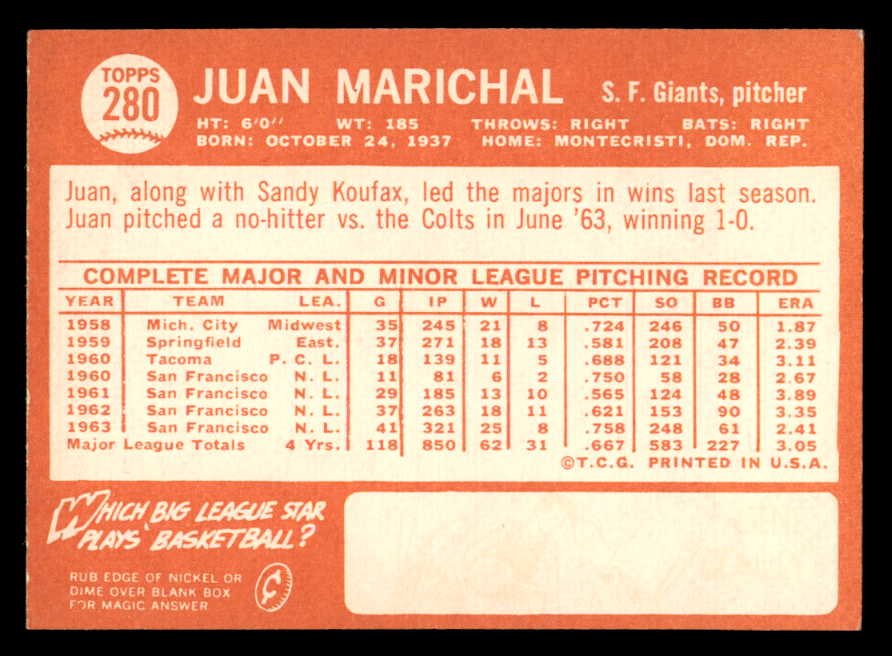 TOPPS
280
JUAN MARICHAL S. F. Giants, pitcher
HT: 6'0" WT: 185 THROWS: RIGHT BATS: RIGHT
BORN: OCTOBER 24, 1937 HOME: MONTECRISTI, DOM. REP.
Juan, along with Sandy Koufax, led the majors in wins last season.
Juan pitched a no-hitter vs. the Colts in June '63, winning 1-0.
COMPLETE MAJOR AND MINOR LEAGUE PITCHING RECORD
YEAR TEAM LEA. G IP W L PCT SO BB ERA
1958 Mich. City Midwest 35 245 21 8 .724 246 50 1.87
1959 Springfield East. 37 271 18 13 .581 208 47 2.39
1960 Tacoma P. C. L. 18 139 11 5 .688 121 34 3.11
1960 San Francisco N. L. 11 81 6 2 .750 58 28 2.67
1961 San Francisco N. L. 29 185 13 10 .565 124 48 3.89
1962 San Francisco N. L. 37 263 18 11 .621 153 90 3.35
1963 San Francisco N. L. 41 321 25 8 .758 248 61 2.41
Major League Totals 4 Yrs. 118 850 62 31 .667 583 227 3.05
©T.C.G. PRINTED IN U.S.A.
WHICH BIG LEAGUE STAR
PLAYS BASKETBALL?
RUB EDGE OF NICKEL OR
DIME OVER BLANK BOX
FOR MAGIC ANSWER
¢